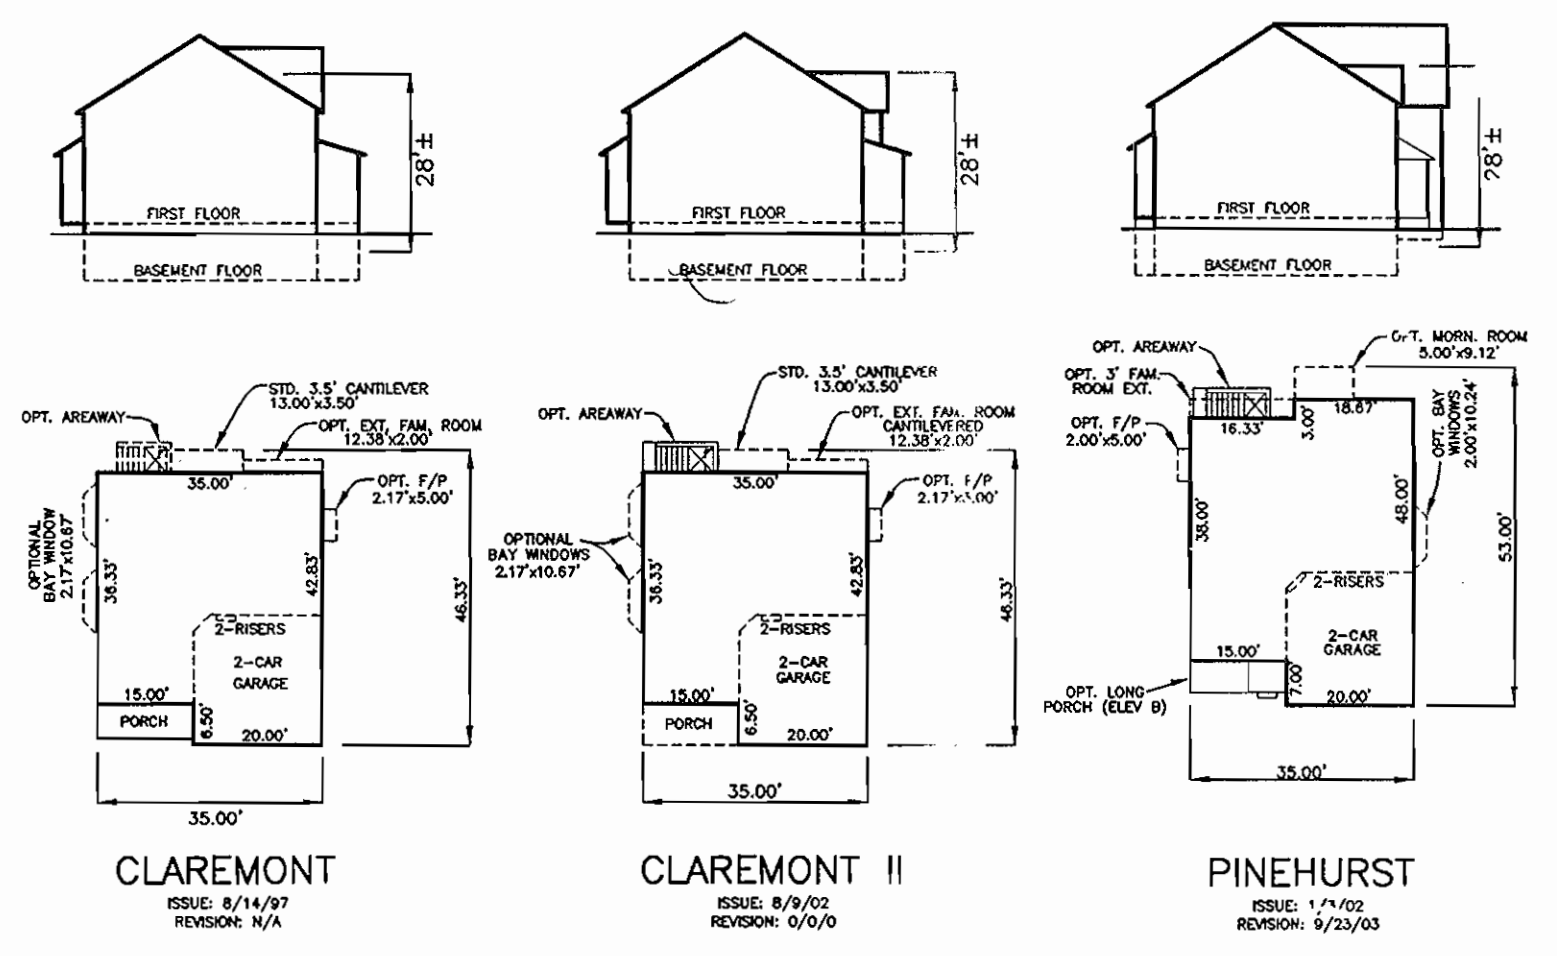 28'±
FIRST FLOOR
BASEMENT FLOOR
28'±
FIRST FLOOR
BASEMENT FLOOR
28'±
FIRST FLOOR
BASEMENT FLOOR
STD. 3.5' CANTILEVER
13.00'x3.50'
OPT. AREAWAY
OPT. EXT. FAM. ROOM
12.38'x2.00'
35.00'
OPT. F/P
2.17'x5.00'
OPTIONAL
BAY WINDOW
2.17'x10.67'
36.33'
42.83'
46.33'
2-RISERS
2-CAR
GARAGE
15.00'
PORCH
6.50'
20.00'
35.00'
CLAREMONT
ISSUE: 8/14/97
REVISION: N/A
STD. 3.5' CANTILEVER
13.00'x3.50'
OPT. AREAWAY
OPT. EXT. FAM. ROOM
CANTILEVERED
12.38'x2.00'
35.00'
OPT. F/P
OPTIONAL
BAY WINDOWS
2.17'x10.67'
36.33'
42.83'
46.33'
2-RISERS
2-CAR
GARAGE
15.00'
PORCH
6.50'
20.00'
35.00'
CLAREMONT II
ISSUE: 8/9/02
REVISION: 0/0/0
OPT. MORN. ROOM
5.00'x9.12'
OPT. AREAWAY
OPT. 3' FAM.
ROOM EXT.
OPT. F/P
2.00'x5.00'
16.33'
3.00'
18.67'
OPT. BAY
WINDOWS
2.00'x10.24'
38.00'
48.00'
53.00'
2-RISERS
2-CAR
GARAGE
15.00'
7.00'
OPT. LONG
PORCH (ELEV B)
20.00'
35.00'
PINEHURST
ISSUE:
REVISION: 9/23/03